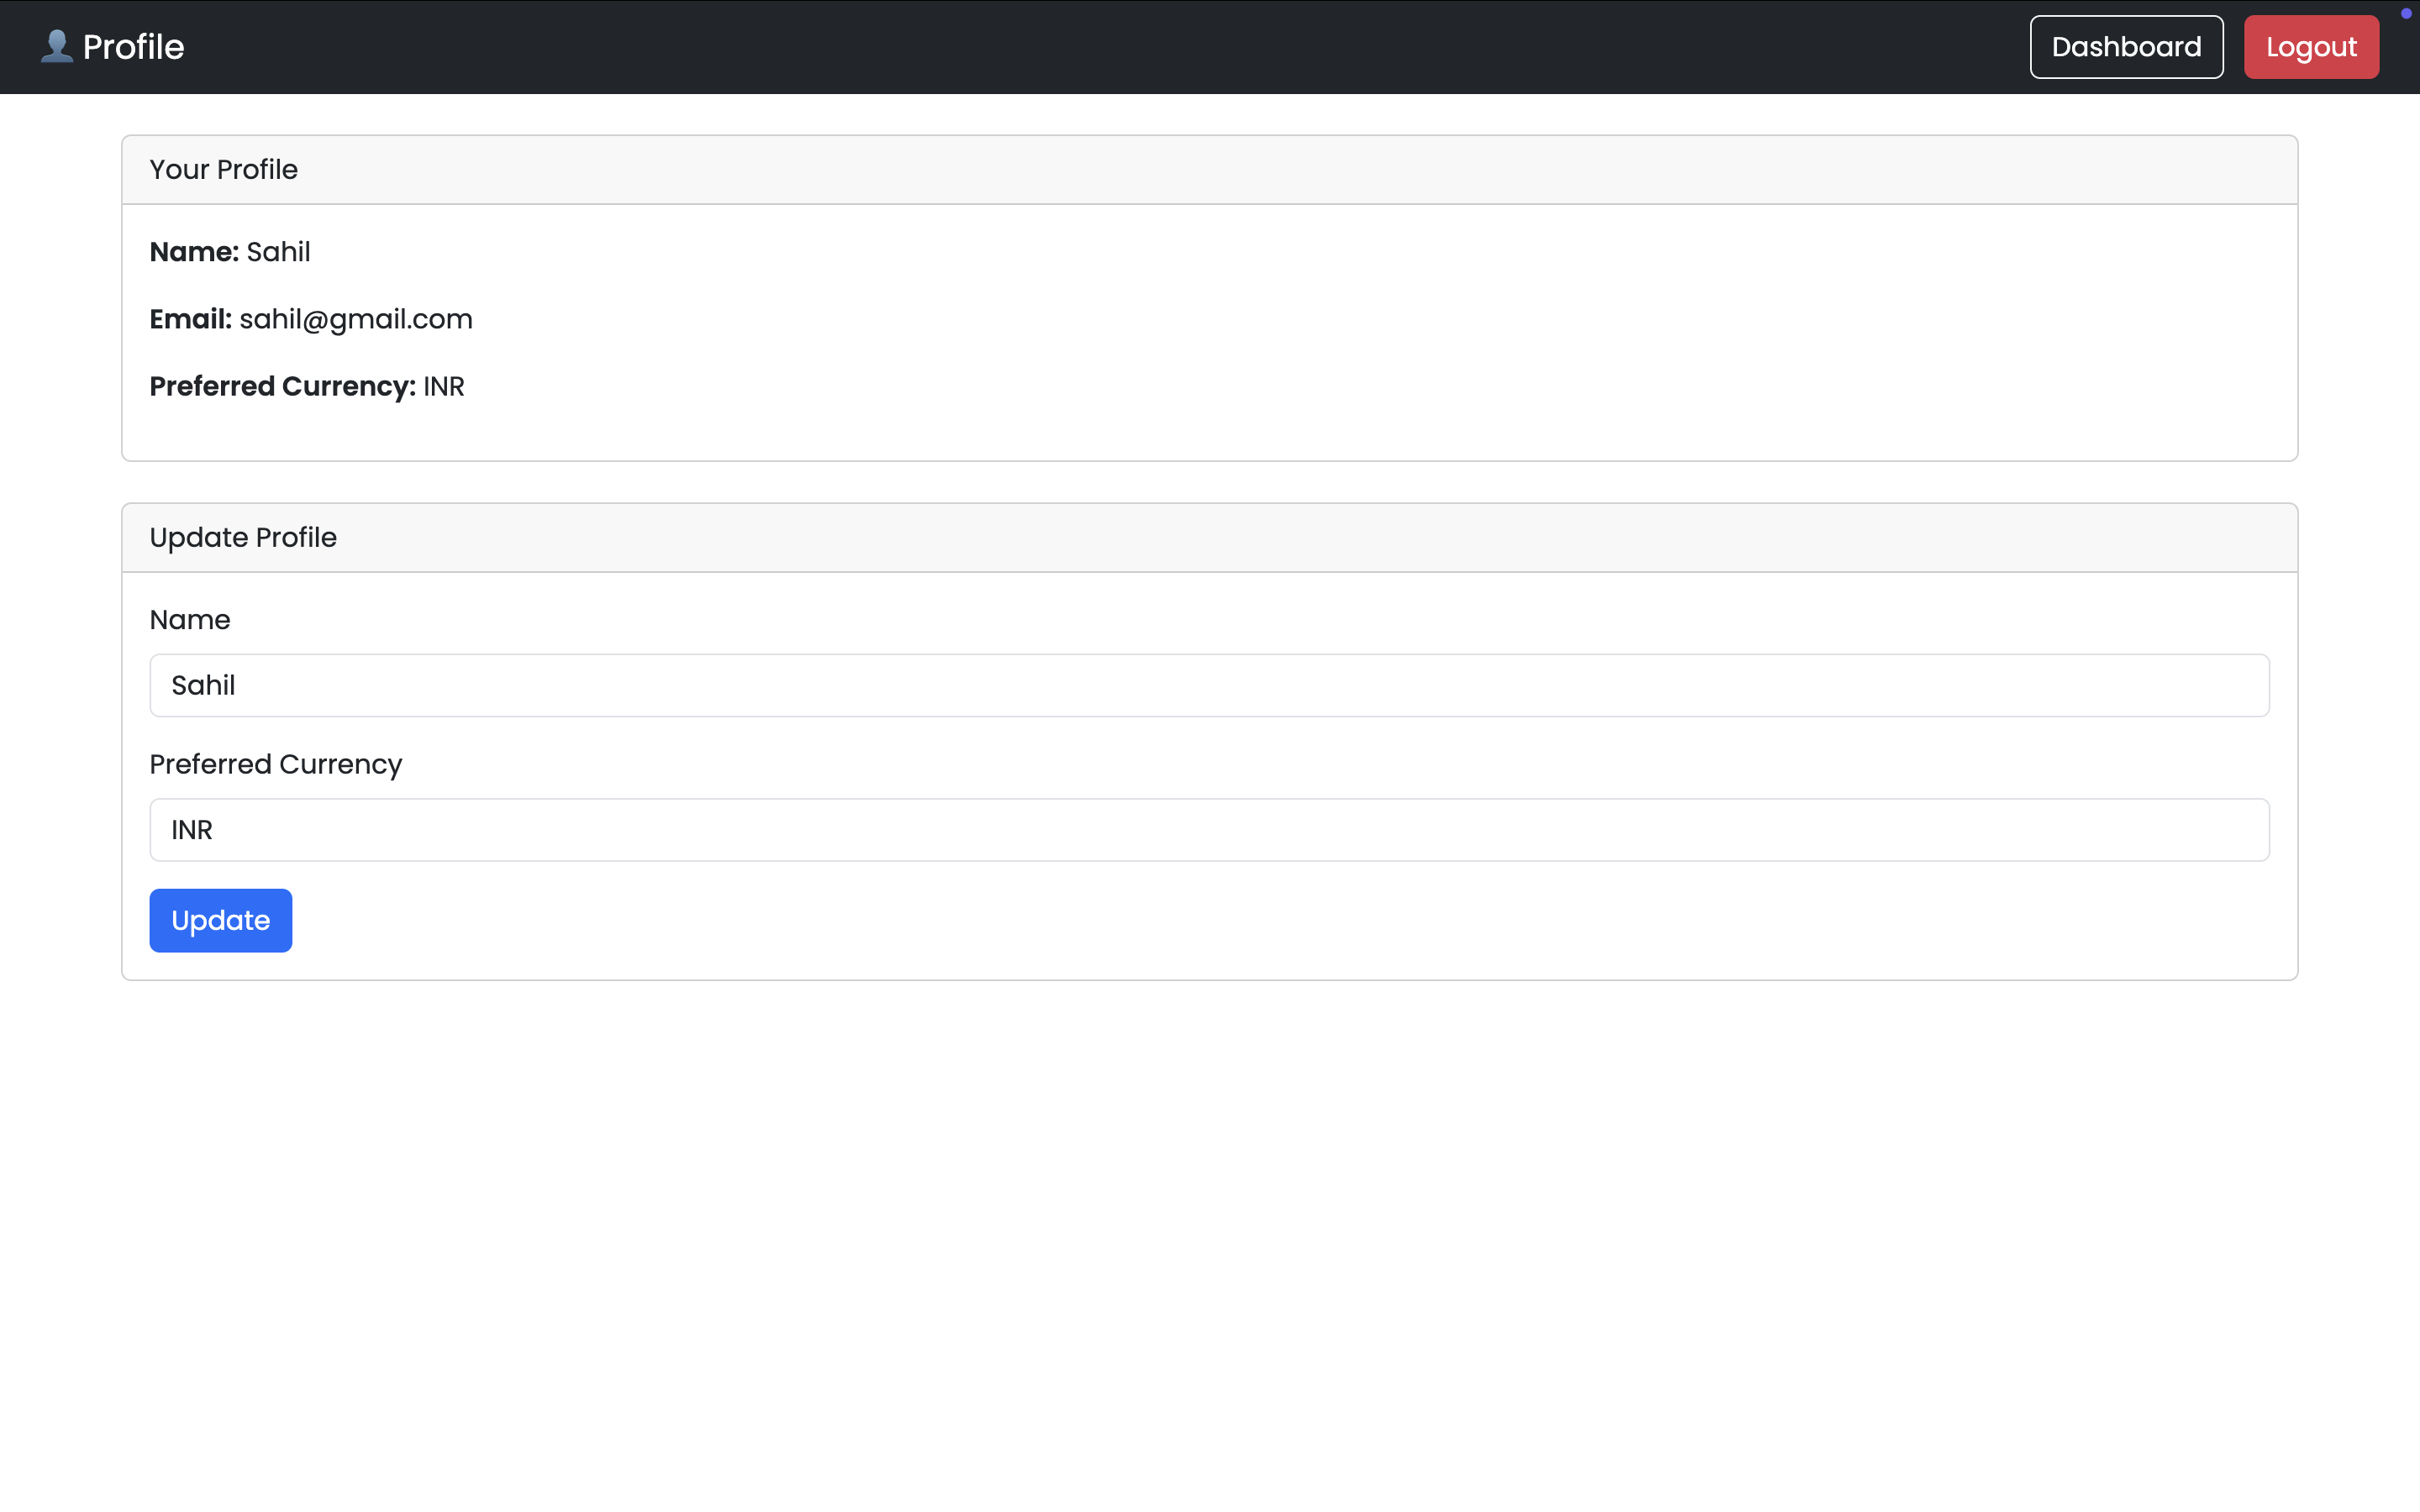 Profile
Dashboard
Logout
Your Profile
Name: Sahil
Email: sahil@gmail.com
Preferred Currency: INR
Update Profile
Name
Sahil
Preferred Currency
INR
Update